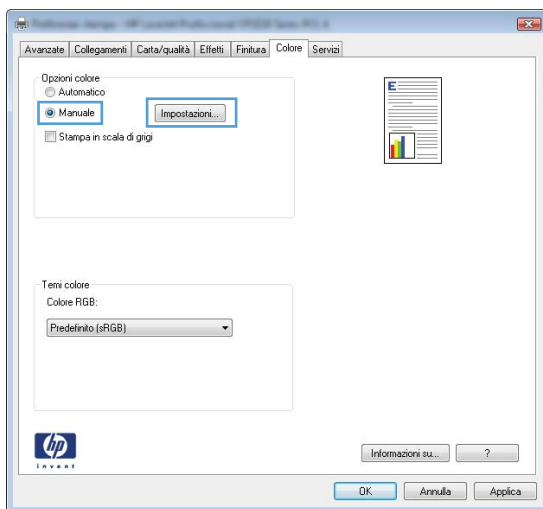 Avanzate Collegamenti Carta/qualità Effetti Finitura Colore Servizi
Opzioni colore
Automatico
Manuale
Impostazioni...
Stampa in scala di grigi
E
Temi colore
Colore RGB:
Predefinito (sRGB)
hp
invent
Informazioni su...
?
OK
Annulla
Applica